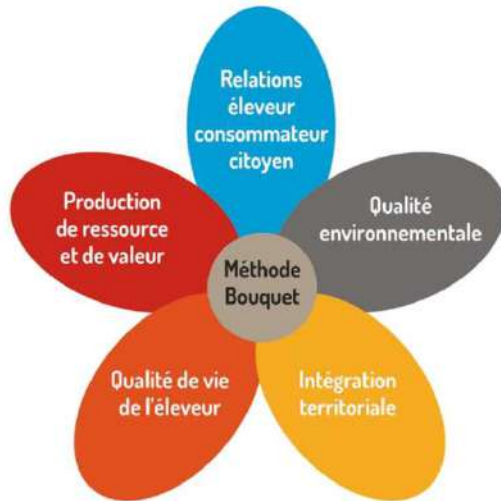 Relations
éleveur
consommateur
citoyen
Production
de ressource
et de valeur
Qualité
environnementale
Méthode
Bouquet
Qualité de vie
de l'éleveur
Intégration
territoriale